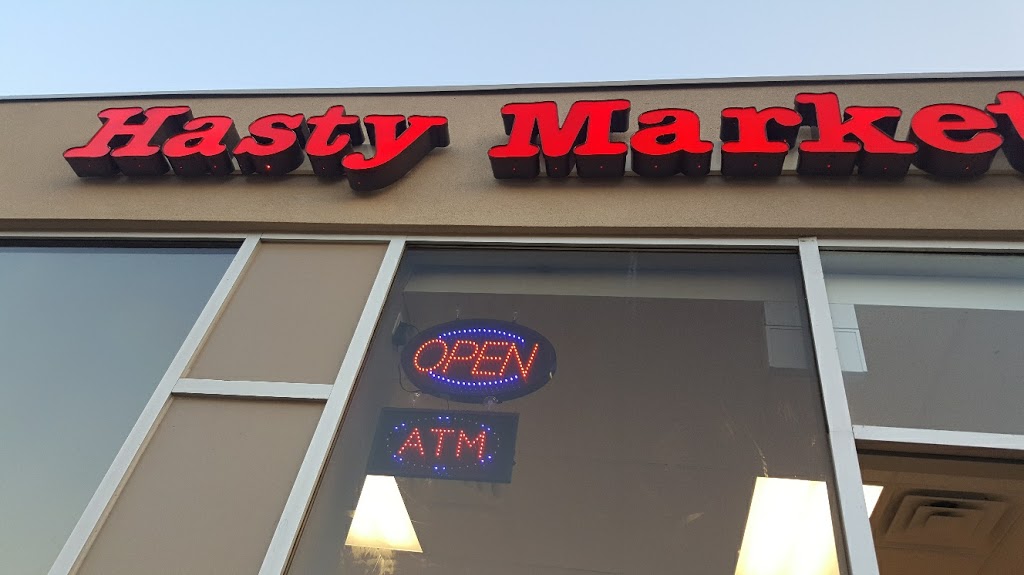 Hasty Market
OPEN
ATM